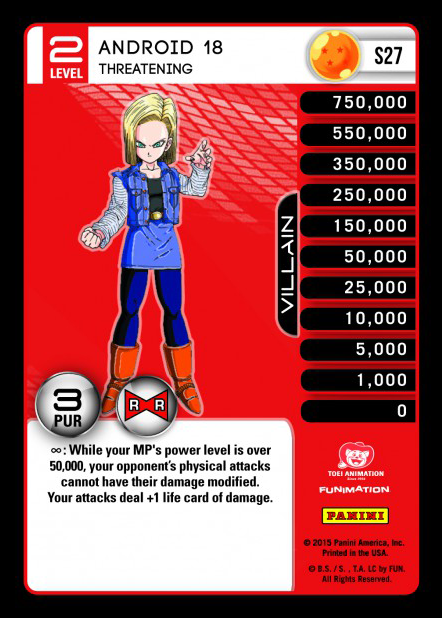 2
LEVEL
ANDROID 18
THREATENING
S27
750,000
550,000
350,000
250,000
150,000
50,000
25,000
10,000
5,000
1,000
0
VILLAIN
3
PUR
R R
∞: While your MP's power level is over
50,000, your opponent's physical attacks
cannot have their damage modified.
Your attacks deal +1 life card of damage.
TOEI ANIMATION
Since 1956
FUNIMATION
PANINI
© 2015 Panini America, Inc.
Printed in the USA.
© B.S. / S. , T.A. LC by FUN.
All Rights Reserved.